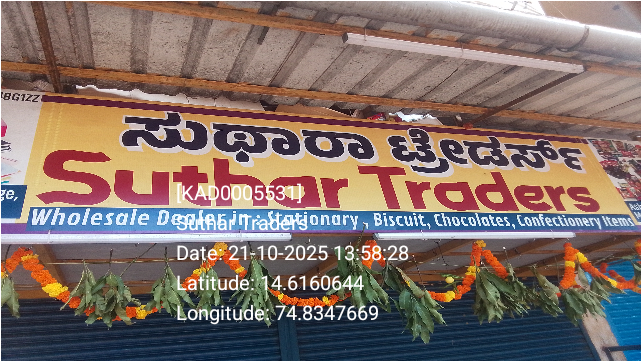 BG1ZZ
ಸುಥಾರಾ ಟ್ರೇಡರ್ಸ್
Suthar Traders
Wholesale Dealer in : Stationary , Biscuit, Chocolates, Confectionery Items
[KAD0005531]
Suthar Traders
Date: 21-10-2025 13:58:28
Latitude: 14.6160644
Longitude: 74.8347669